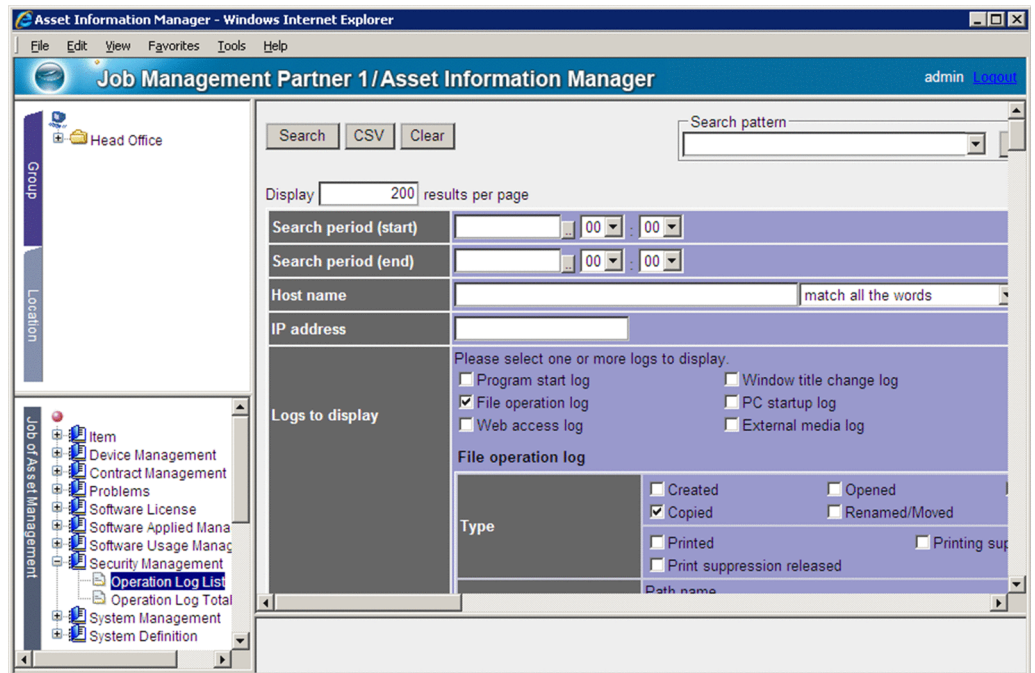 Asset Information Manager - Windows Internet Explorer
File Edit View Favorites Tools Help
Job Management Partner 1/Asset Information Manager
admin Logout
Group
Location
Head Office
Search CSV Clear
Search pattern
Display 200 results per page
Search period (start) .. 00 : 00
Search period (end) .. 00 : 00
Host name match all the words
IP address
Logs to display
Please select one or more logs to display.
Program start log Window title change log
File operation log PC startup log
Web access log External media log
File operation log
Type
Created Opened
Copied Renamed/Moved
Printed Printing sup
Print suppression released
Path name
Job of Asset Management
Item
Device Management
Contract Management
Problems
Software License
Software Applied Mana
Software Usage Manag
Security Management
Operation Log List
Operation Log Total
System Management
System Definition